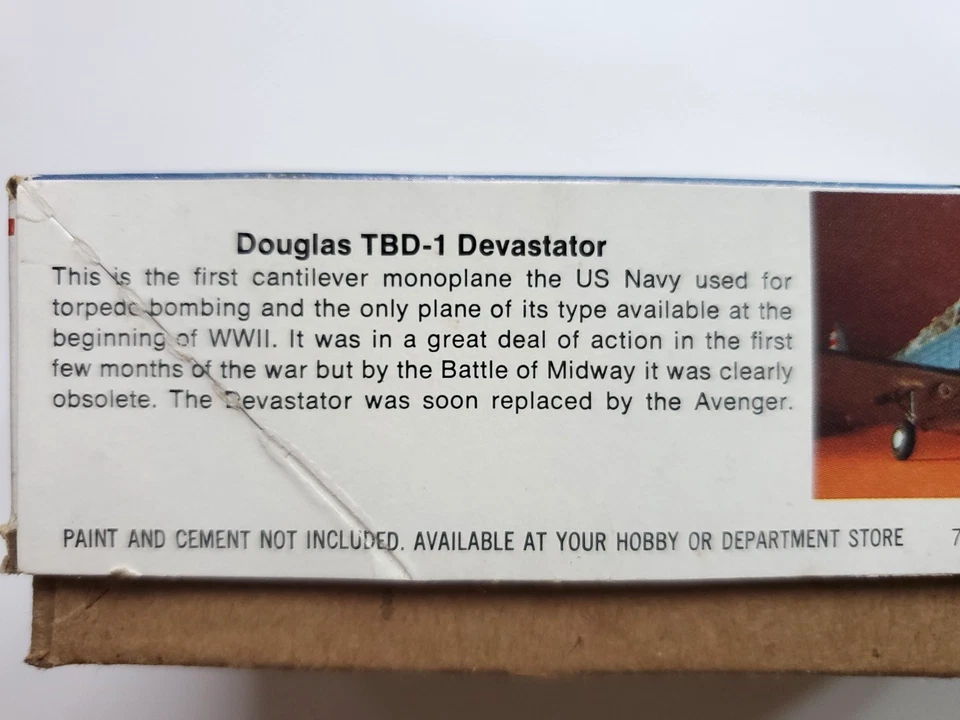 Douglas TBD-1 Devastator
This is the first cantilever monoplane the US Navy used for
torpedo bombing and the only plane of its type available at the
beginning of WWII. It was in a great deal of action in the first
few months of the war but by the Battle of Midway it was clearly
obsolete. The Devastator was soon replaced by the Avenger.
PAINT AND CEMENT NOT INCLUDED. AVAILABLE AT YOUR HOBBY OR DEPARTMENT STORE 7